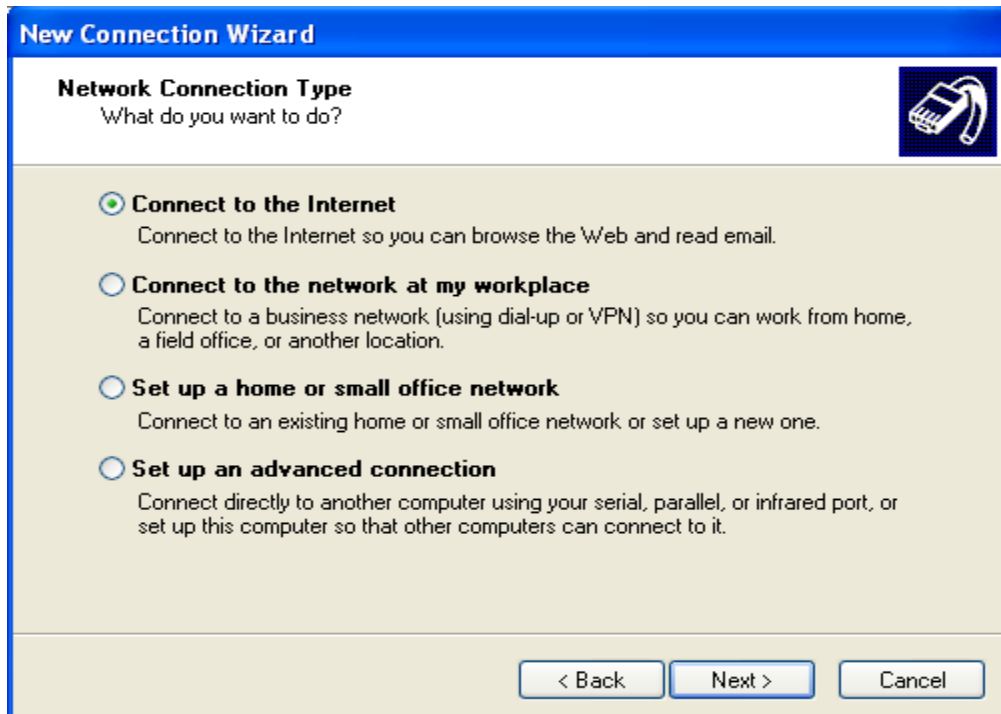 New Connection Wizard
Network Connection Type
What do you want to do?
Connect to the Internet
Connect to the Internet so you can browse the Web and read email.
Connect to the network at my workplace
Connect to a business network (using dial-up or VPN) so you can work from home,
a field office, or another location.
Set up a home or small office network
Connect to an existing home or small office network or set up a new one.
Set up an advanced connection
Connect directly to another computer using your serial, parallel, or infrared port, or
set up this computer so that other computers can connect to it.
< Back Next > Cancel